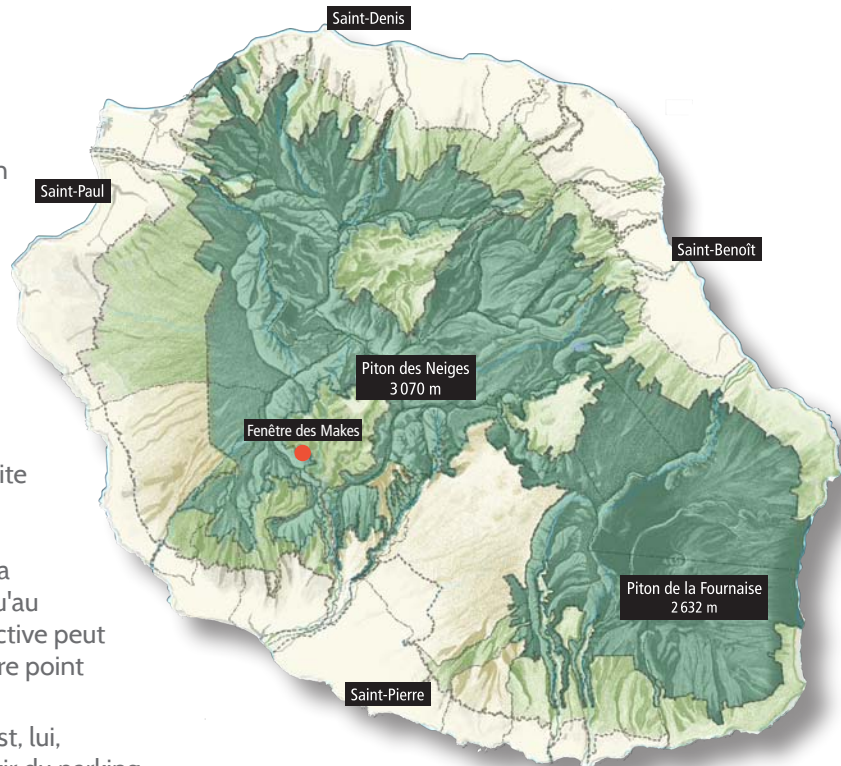 Saint-Denis
n
Saint-Paul
Saint-Benoît
Piton des Neiges
3 070 m
Fenêtre des Makes
ite
a
u'au
Piton de la Fournaise
2 632 m
ctive peut
re point
Saint-Pierre
st, lui,